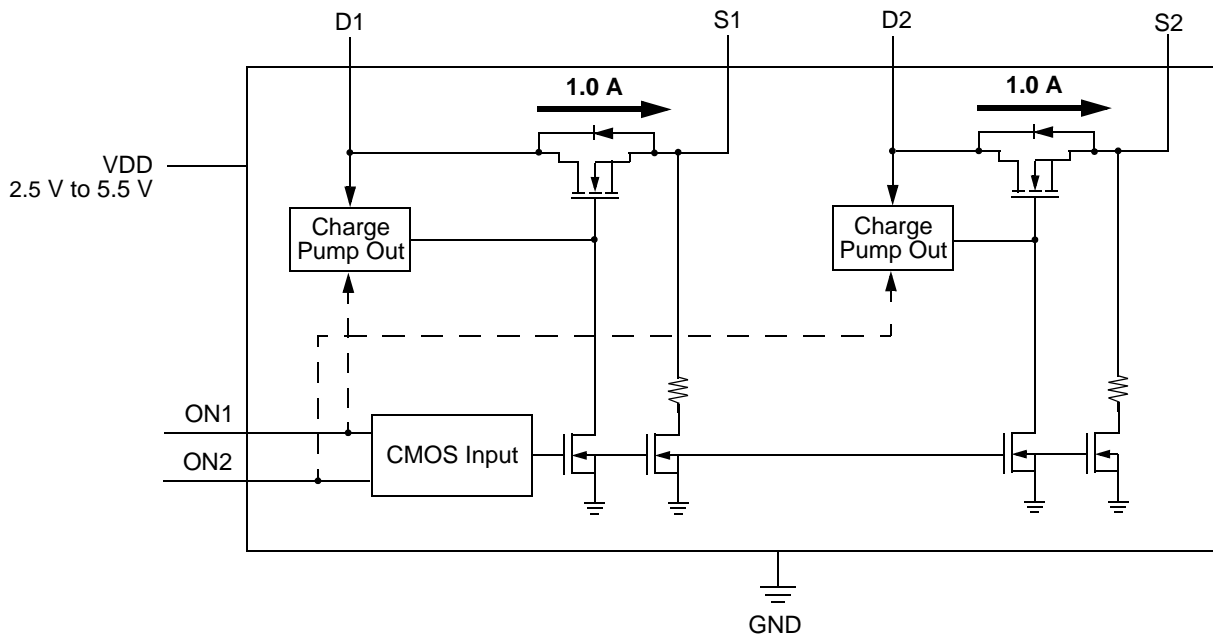 D1
S1
D2
S2
1.0 A
1.0 A
VDD
2.5 V to 5.5 V
Charge
Pump Out
Charge
Pump Out
ON1
CMOS Input
ON2
GND